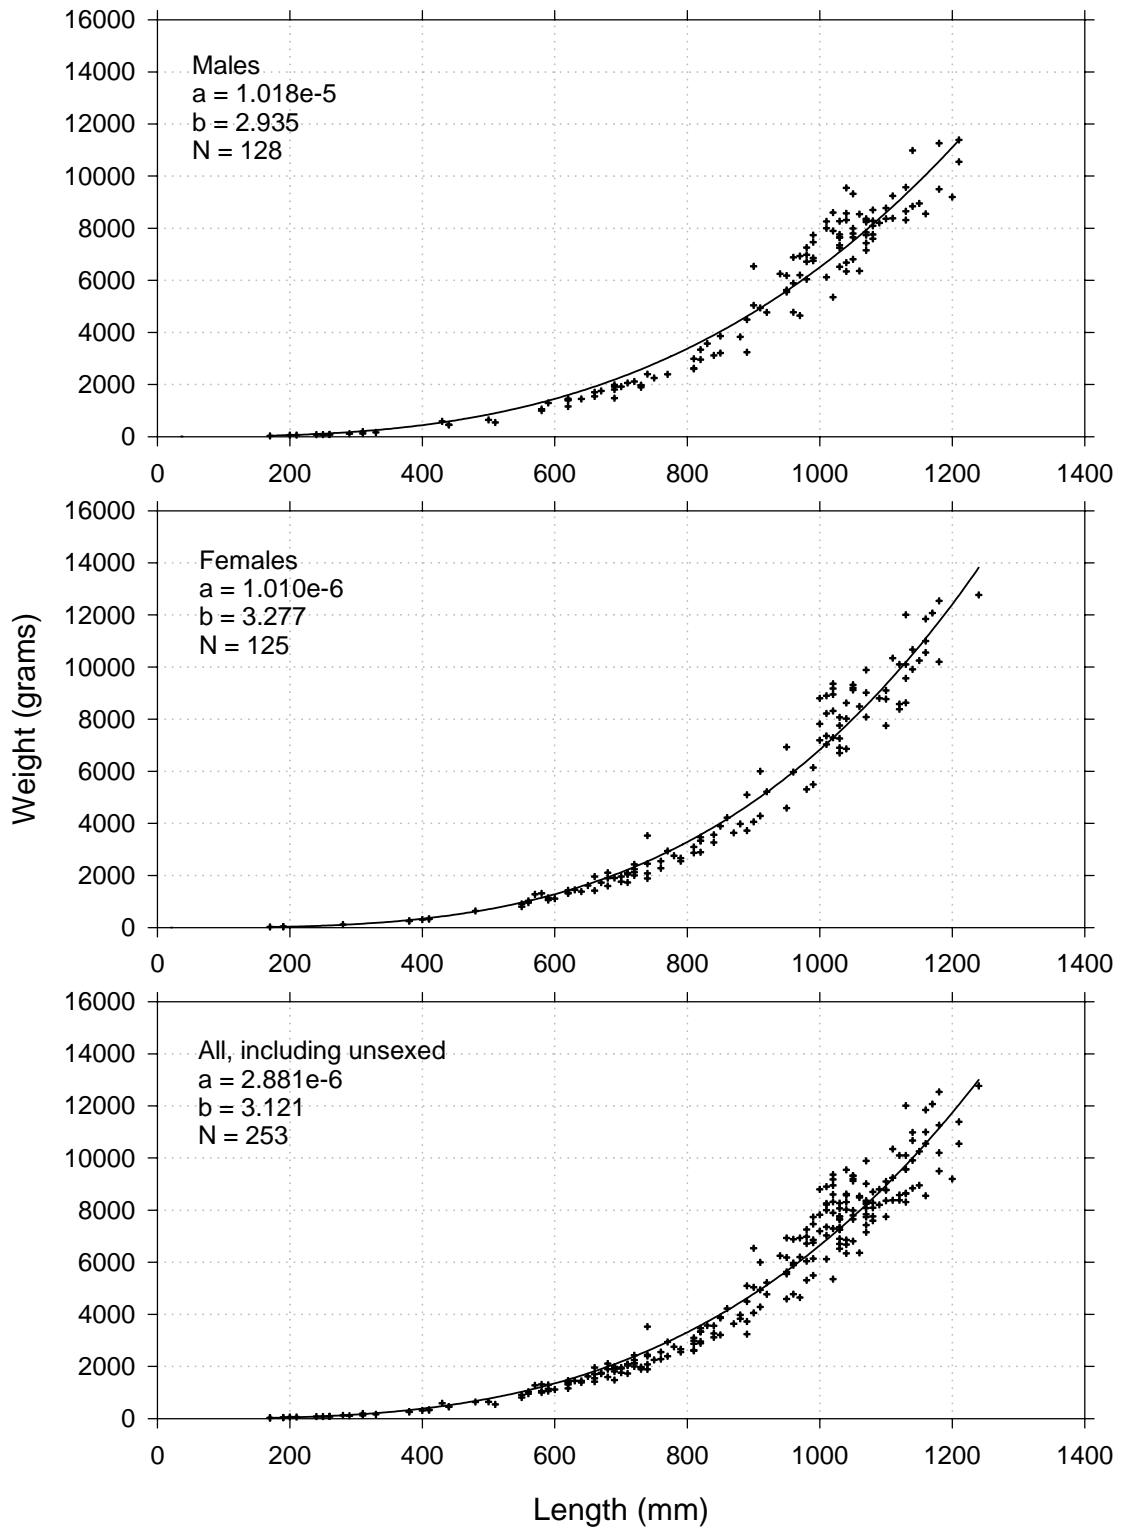 16000
14000
12000
10000
8000
6000
4000
2000
0
Males
a = 1.018e-5
b = 2.935
N = 128
0 200 400 600 800 1000 1200 1400
Weight (grams)
16000
14000
12000
10000
8000
6000
4000
2000
0
Females
a = 1.010e-6
b = 3.277
N = 125
0 200 400 600 800 1000 1200 1400
16000
14000
12000
10000
8000
6000
4000
2000
0
All, including unsexed
a = 2.881e-6
b = 3.121
N = 253
0 200 400 600 800 1000 1200 1400
Length (mm)